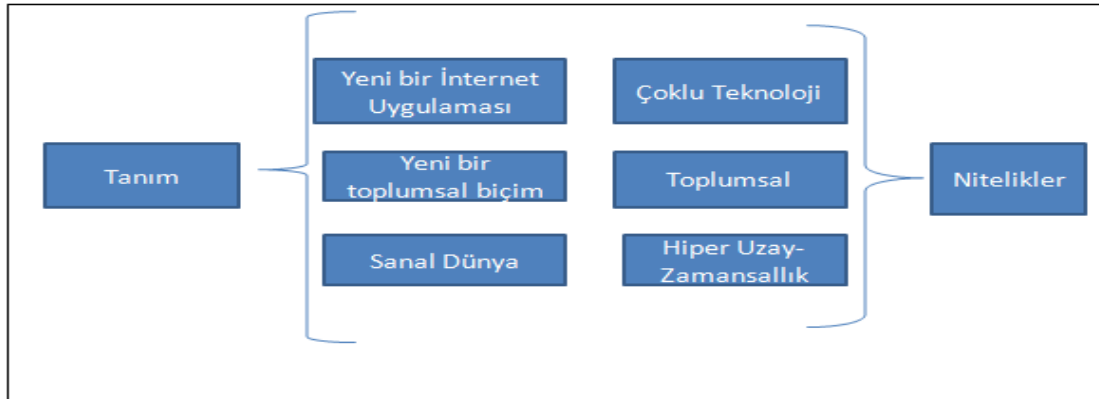 Tanım
Yeni bir İnternet
Uygulaması
Yeni bir
toplumsal biçim
Sanal Dünya
Çoklu Teknoloji
Toplumsal
Hiper Uzay-
Zamansallık
Nitelikler